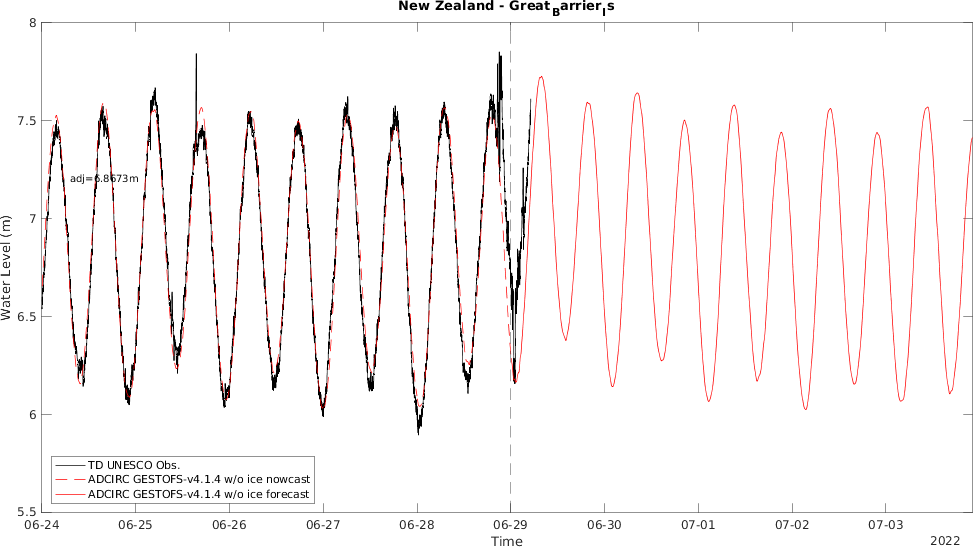 New Zealand - Great_Barrier_Is
8
7.5
7
6.5
6
5.5
Water Level (m)
adj=6.8673m
TD UNESCO Obs.
ADCIRC GESTOFS-v4.1.4 w/o ice nowcast
ADCIRC GESTOFS-v4.1.4 w/o ice forecast
06-24 06-25 06-26 06-27 06-28 06-29 06-30 07-01 07-02 07-03
Time
2022